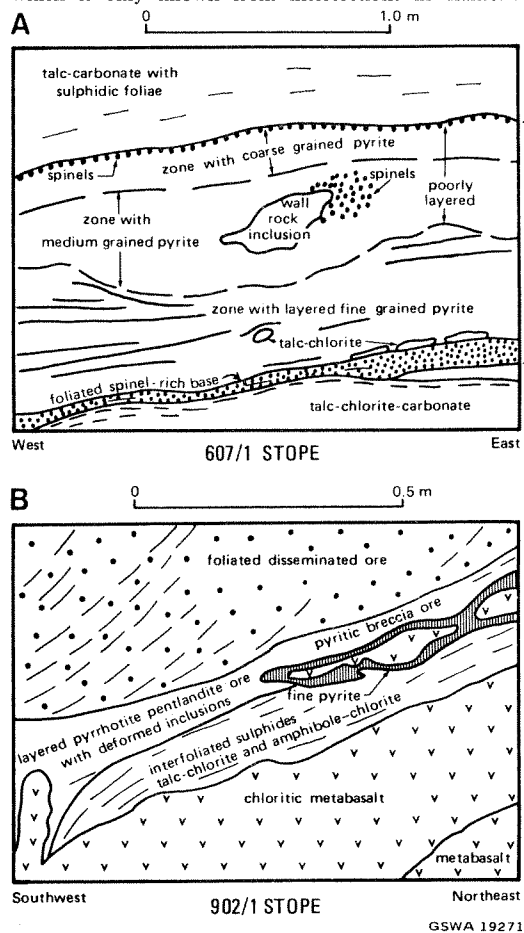 A
0 1.0 m
talc-carbonate with
sulphidic foliae
spinels
zone with coarse grained pyrite
spinels
poorly
layered
wall
rock
inclusion
zone with
medium grained pyrite
zone with layered fine grained pyrite
talc-chlorite
foliated spinel-rich base
talc-chlorite-carbonate
West
East
607/1 STOPE
B
0 0.5 m
foliated disseminated ore
pyritic breccia ore
layered pyrrhotite pentlandite ore
with deformed inclusions
fine pyrite
interfoliated sulphides
talc-chlorite and amphibole-chlorite
chloritic metabasalt
metabasalt
Southwest
Northeast
902/1 STOPE
GSWA 19271